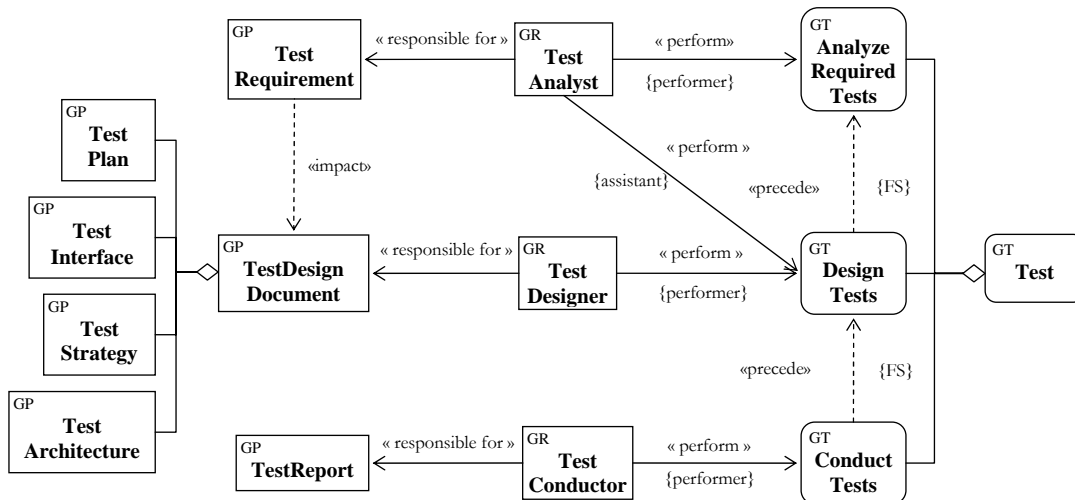 GP
Test
Requirement
« responsible for »
GR
Test
Analyst
« perform»
{performer}
GT
Analyze
Required
Tests
GP
Test
Plan
«impact»
« perform »
{assistant}
«precede»
{FS}
GP
Test
Interface
GP
TestDesign
Document
« responsible for »
GR
Test
Designer
« perform »
{performer}
GT
Design
Tests
GT
Test
GP
Test
Strategy
«precede»
{FS}
GP
Test
Architecture
GP
TestReport
« responsible for »
GR
Test
Conductor
« perform »
{performer}
GT
Conduct
Tests